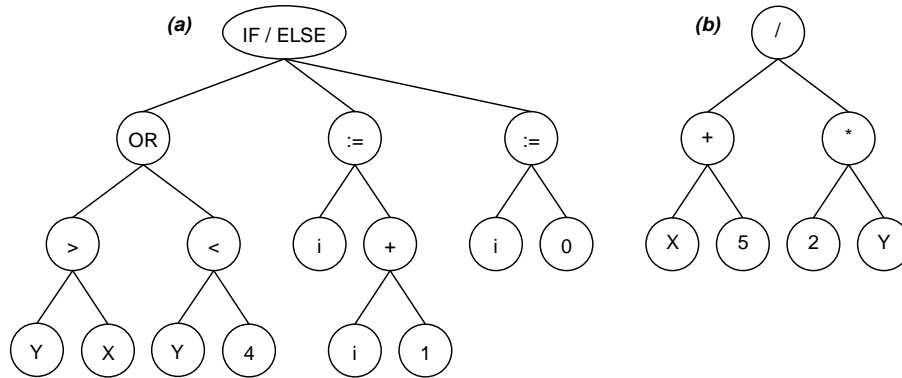 (a) IF / ELSE (b) /
OR := := + *
> < i + i 0 X 5 2 Y
Y X Y 4 i 1